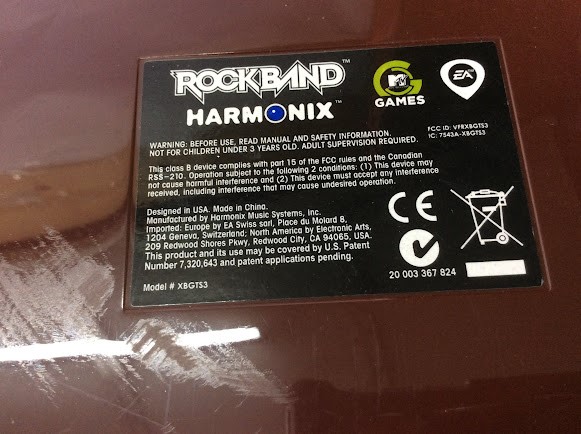 ROCKBAND™
HARMONIX™
MTV
G
GAMES
EA™
WARNING: BEFORE USE, READ MANUAL AND SAFETY INFORMATION.
NOT FOR CHILDREN UNDER 3 YEARS OLD. ADULT SUPERVISION REQUIRED.
FCC ID: VFRXBGTS3
IC: 7543A-XBGTS3
This class B device complies with part 15 of the FCC rules and the Canadian
RSS-210. Operation subject to the following 2 conditions: (1) This device may
not cause harmful interference and (2) This device must accept any interference
received, including interference that may cause undesired operation.
Designed in USA. Made in China.
Manufactured by Harmonix Music Systems, Inc.
Imported: Europe by EA Swiss sarl, Place du Molard 8,
1204 Geneva, Switzerland; North America by Electronic Arts,
209 Redwood Shores Pkwy, Redwood City, CA 94065, USA.
This product and its use may be covered by U.S. Patent
Number 7,320,643 and patent applications pending.
CE
20 003 367 824
Model # XBGTS3